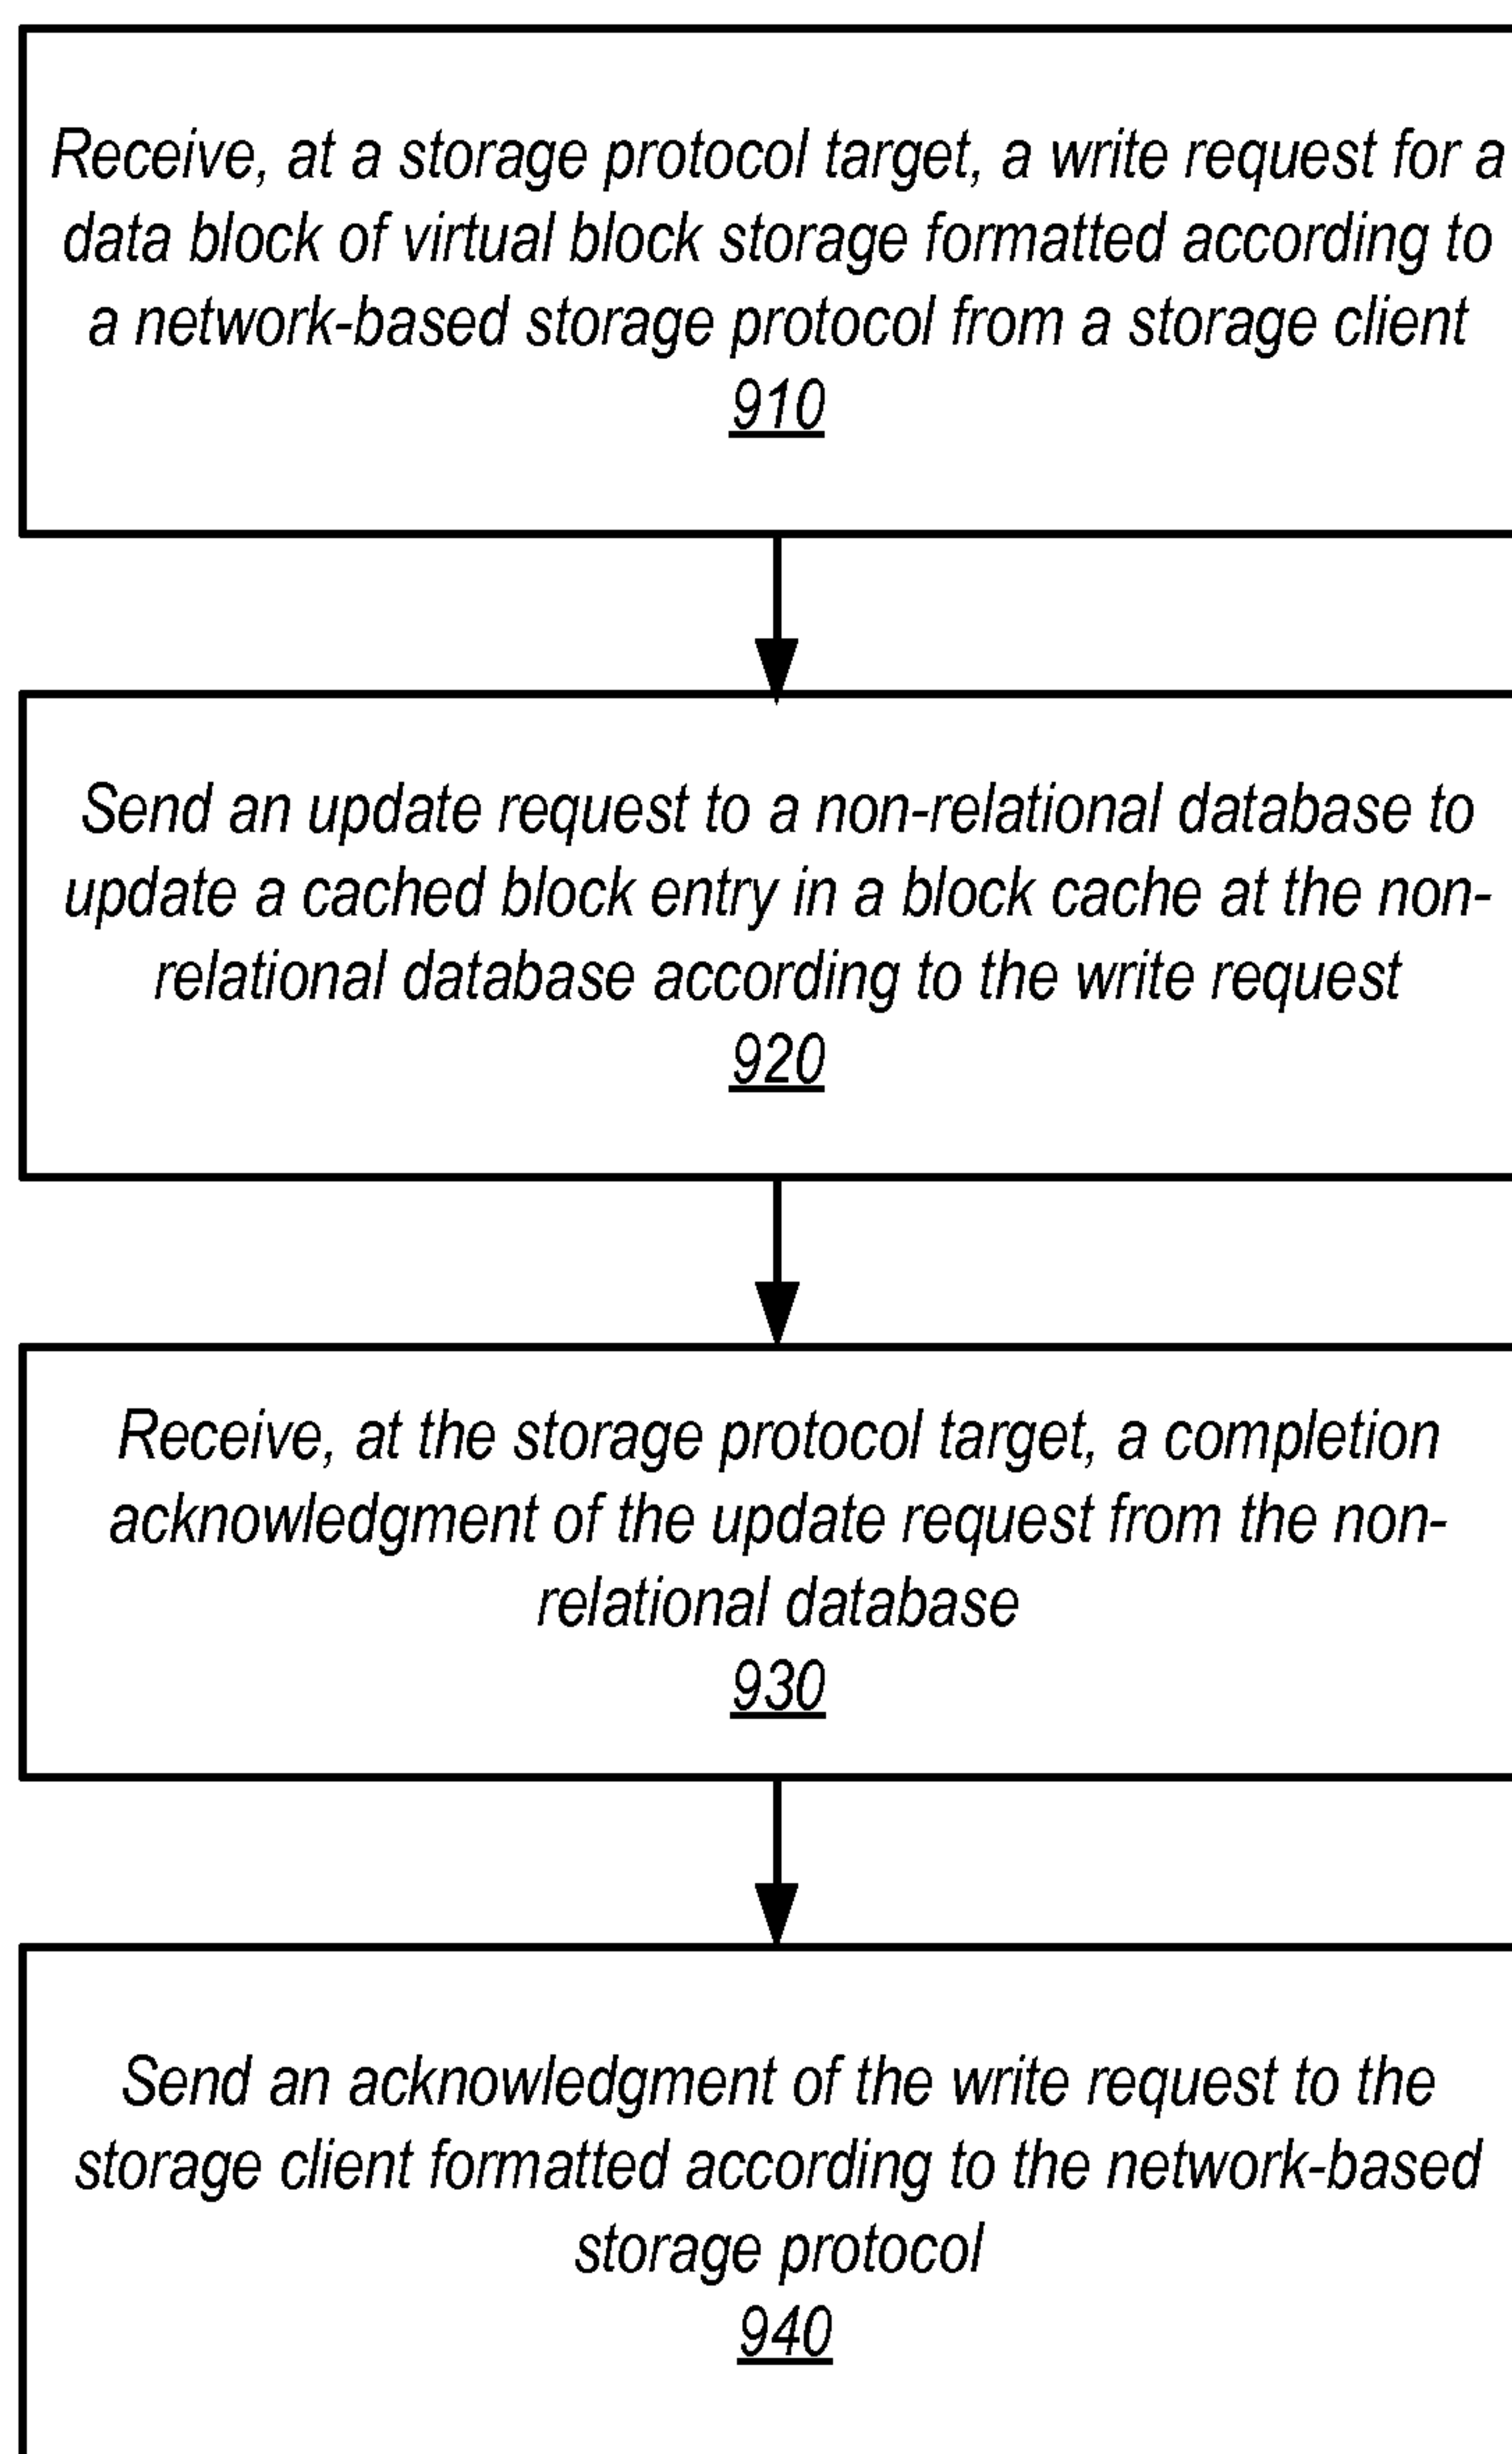 Receive, at a storage protocol target, a write request for a
data block of virtual block storage formatted according to
a network-based storage protocol from a storage client
910
Send an update request to a non-relational database to
update a cached block entry in a block cache at the non-
relational database according to the write request
920
Receive, at the storage protocol target, a completion
acknowledgment of the update request from the non-
relational database
930
Send an acknowledgment of the write request to the
storage client formatted according to the network-based
storage protocol
940